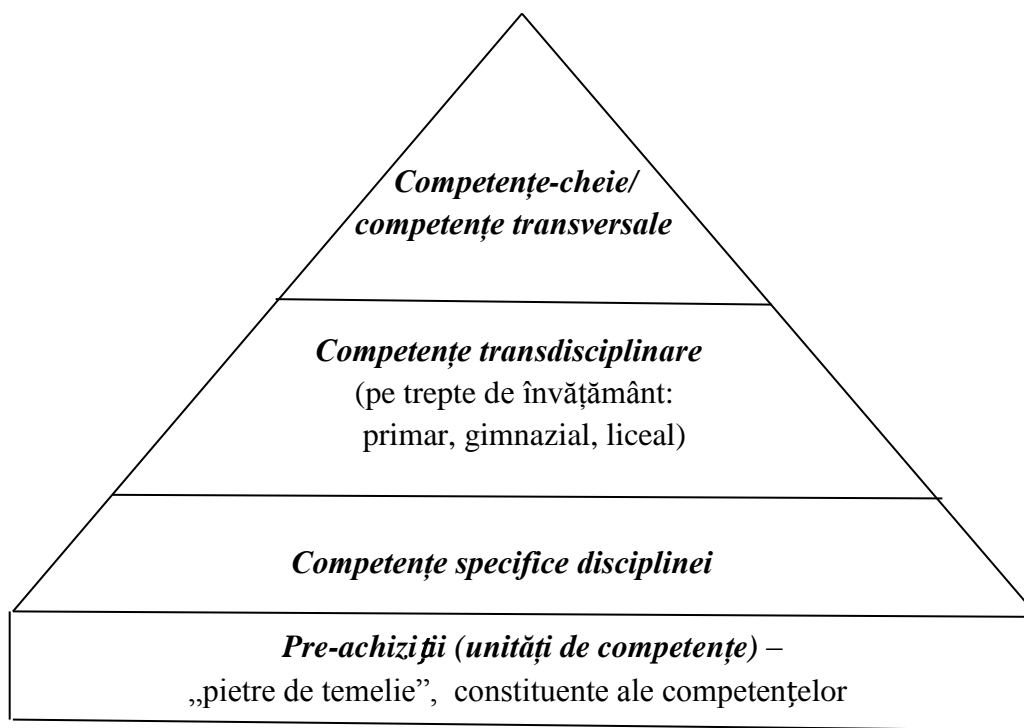 Competențe-cheie/
competențe transversale
Competențe transdisciplinare
(pe trepte de învățământ:
primar, gimnazial, liceal)
Competențe specifice disciplinei
Pre-achiziții (unități de competențe) –
„pietre de temelie”, constituente ale competențelor